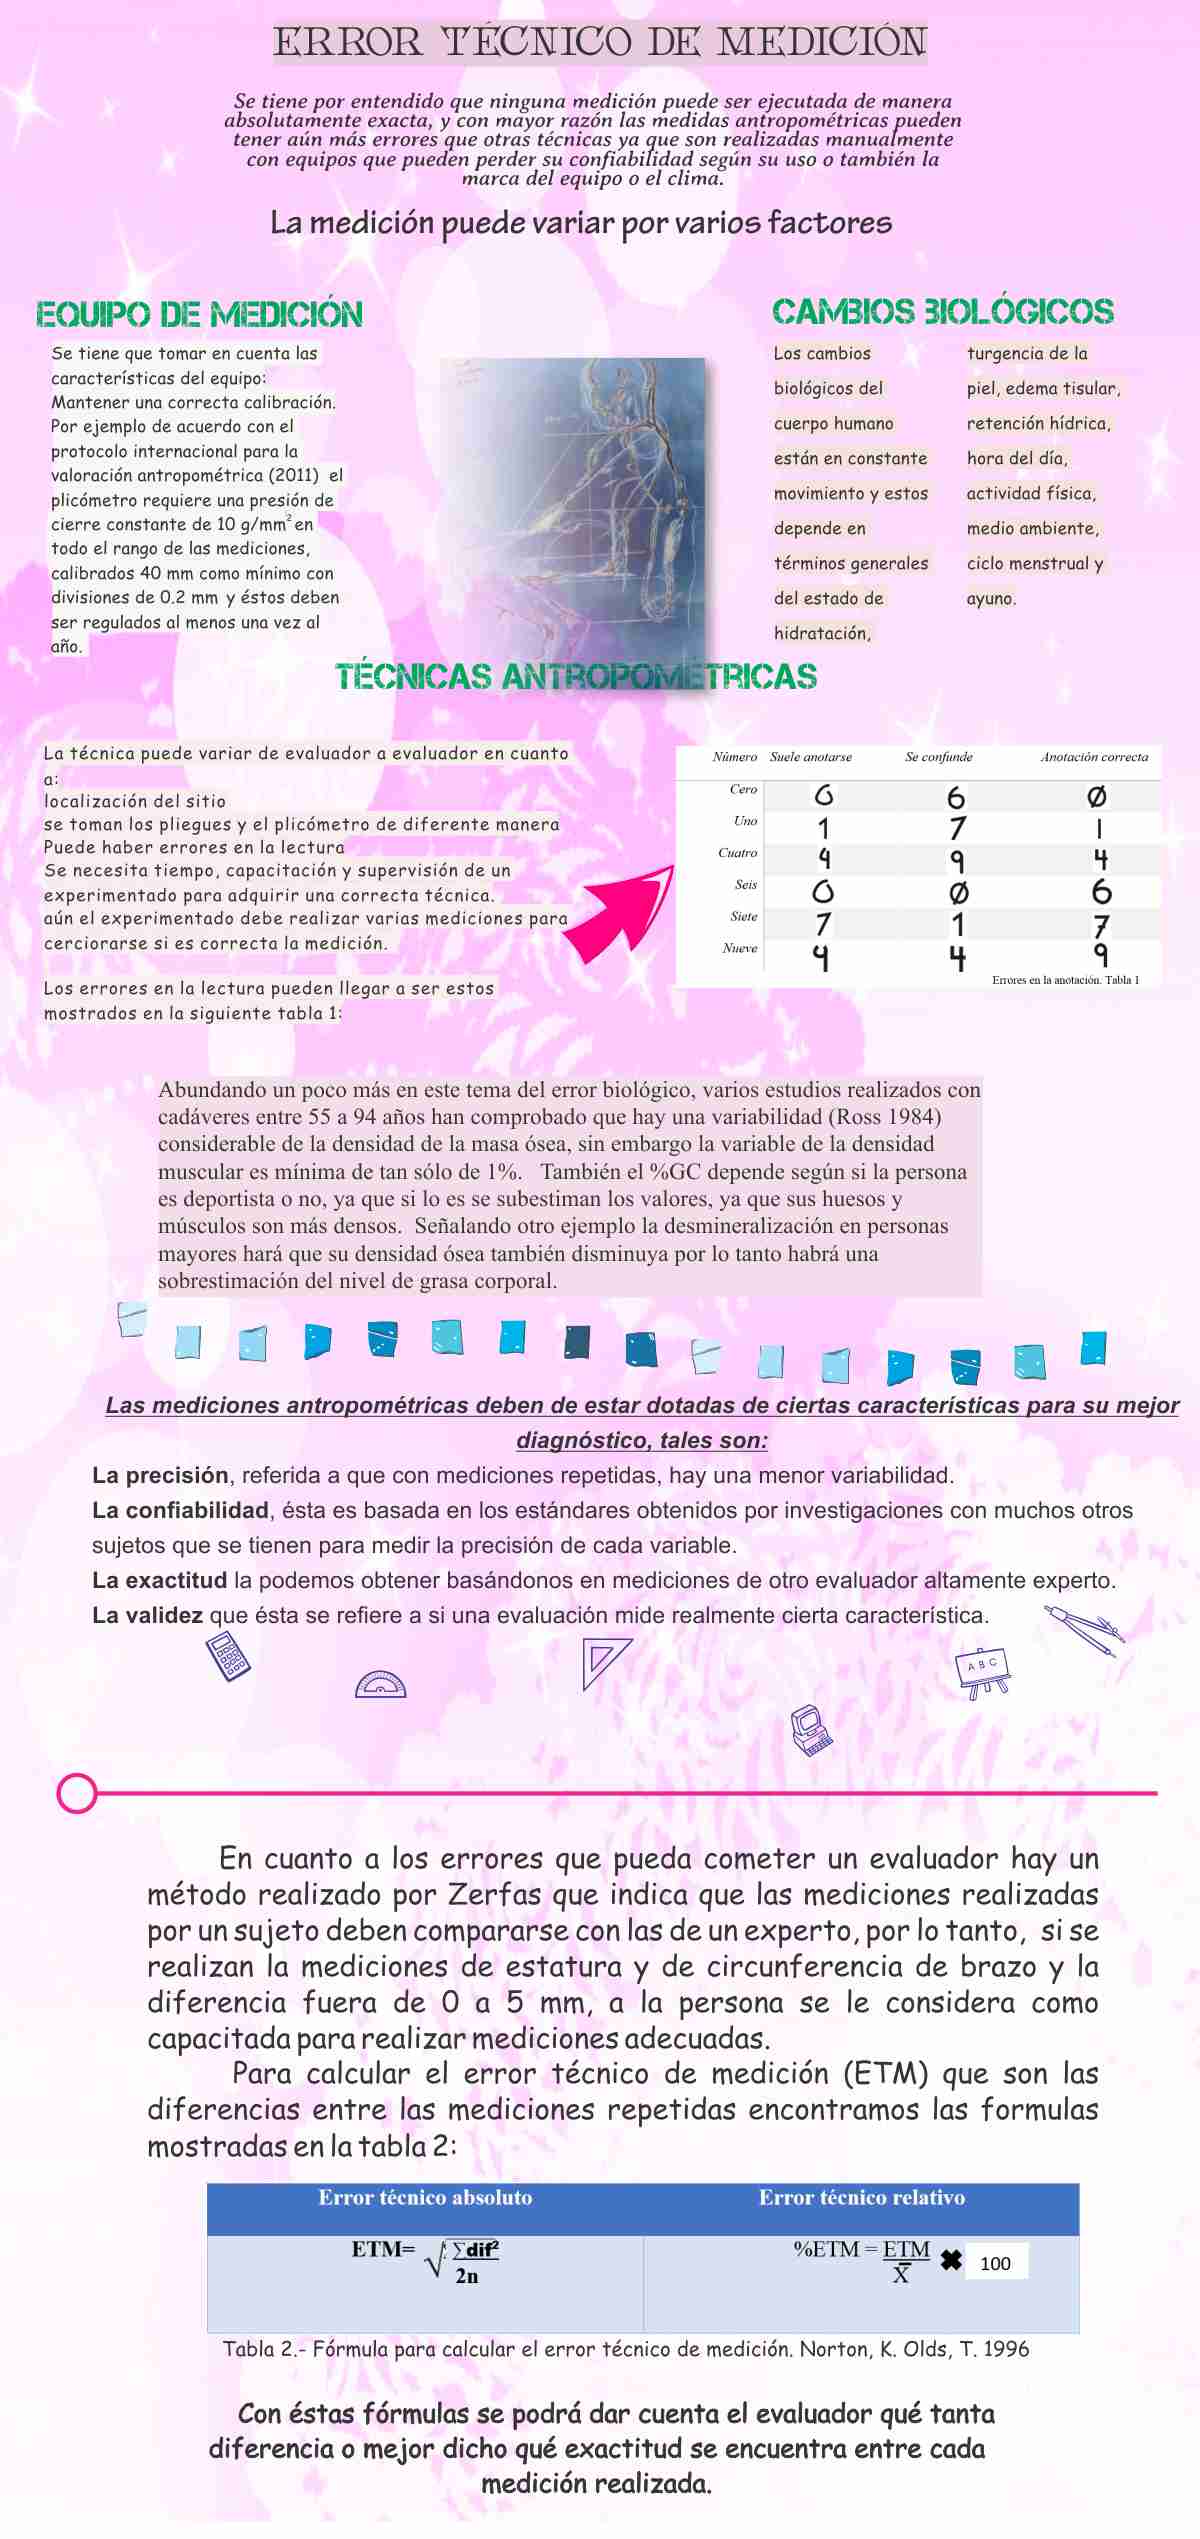 ERROR TÉCNICO DE MEDICIÓN
Se tiene por entendido que ninguna medición puede ser ejecutada de manera
absolutamente exacta, y con mayor razón las medidas antropométricas pueden
tener aún más errores que otras técnicas ya que son realizadas manualmente
con equipos que pueden perder su confiabilidad según su uso o también la
marca del equipo o el clima.
La medición puede variar por varios factores
EQUIPO DE MEDICIÓN
Se tiene que tomar en cuenta las
características del equipo:
Mantener una correcta calibración.
Por ejemplo de acuerdo con el
protocolo internacional para la
valoración antropométrica (2011) el
plicómetro requiere una presión de
cierre constante de 10 g/mm² en
todo el rango de las mediciones,
calibrados 40 mm como mínimo con
divisiones de 0.2 mm y éstos deben
ser regulados al menos una vez al
año.
CAMBIOS BIOLÓGICOS
Los cambios
biológicos del
cuerpo humano
están en constante
movimiento y estos
depende en
términos generales
del estado de
hidratación,
turgencia de la
piel, edema tisular,
retención hídrica,
hora del día,
actividad física,
medio ambiente,
ciclo menstrual y
ayuno.
TÉCNICAS ANTROPOMÉTRICAS
La técnica puede variar de evaluador a evaluador en cuanto
a:
localización del sitio
se toman los pliegues y el plicómetro de diferente manera
Puede haber errores en la lectura
Se necesita tiempo, capacitación y supervisión de un
experimentado para adquirir una correcta técnica.
aún el experimentado debe realizar varias mediciones para
cerciorarse si es correcta la medición.
Los errores en la lectura pueden llegar a ser estos
mostrados en la siguiente tabla 1:
Número Suele anotarse Se confunde Anotación correcta
Cero 6 6 Ø
Uno 1 7 1
Cuatro 9 9 4
Seis 0 Ø 6
Siete 7 1 7
Nueve 4 4 9
Errores en la anotación. Tabla 1
Abundando un poco más en este tema del error biológico, varios estudios realizados con
cadáveres entre 55 a 94 años han comprobado que hay una variabilidad (Ross 1984)
considerable de la densidad de la masa ósea, sin embargo la variable de la densidad
muscular es mínima de tan sólo de 1%. También el %GC depende según si la persona
es deportista o no, ya que si lo es se subestiman los valores, ya que sus huesos y
músculos son más densos. Señalando otro ejemplo la desmineralización en personas
mayores hará que su densidad ósea también disminuya por lo tanto habrá una
sobrestimación del nivel de grasa corporal.
Las mediciones antropométricas deben de estar dotadas de ciertas características para su mejor
diagnóstico, tales son:
La precisión, referida a que con mediciones repetidas, hay una menor variabilidad.
La confiabilidad, ésta es basada en los estándares obtenidos por investigaciones con muchos otros
sujetos que se tienen para medir la precisión de cada variable.
La exactitud la podemos obtener basándonos en mediciones de otro evaluador altamente experto.
La validez que ésta se refiere a si una evaluación mide realmente cierta característica.
A B C
En cuanto a los errores que pueda cometer un evaluador hay un
método realizado por Zerfas que indica que las mediciones realizadas
por un sujeto deben compararse con las de un experto, por lo tanto, si se
realizan la mediciones de estatura y de circunferencia de brazo y la
diferencia fuera de 0 a 5 mm, a la persona se le considera como
capacitada para realizar mediciones adecuadas.
Para calcular el error técnico de medición (ETM) que son las
diferencias entre las mediciones repetidas encontramos las formulas
mostradas en la tabla 2:
Error técnico absoluto Error técnico relativo
ETM= √ ∑dif² %ETM = ETM ✖ 100
2n X̄
Tabla 2.- Fórmula para calcular el error técnico de medición. Norton, K. Olds, T. 1996
Con éstas fórmulas se podrá dar cuenta el evaluador qué tanta
diferencia o mejor dicho qué exactitud se encuentra entre cada
medición realizada.